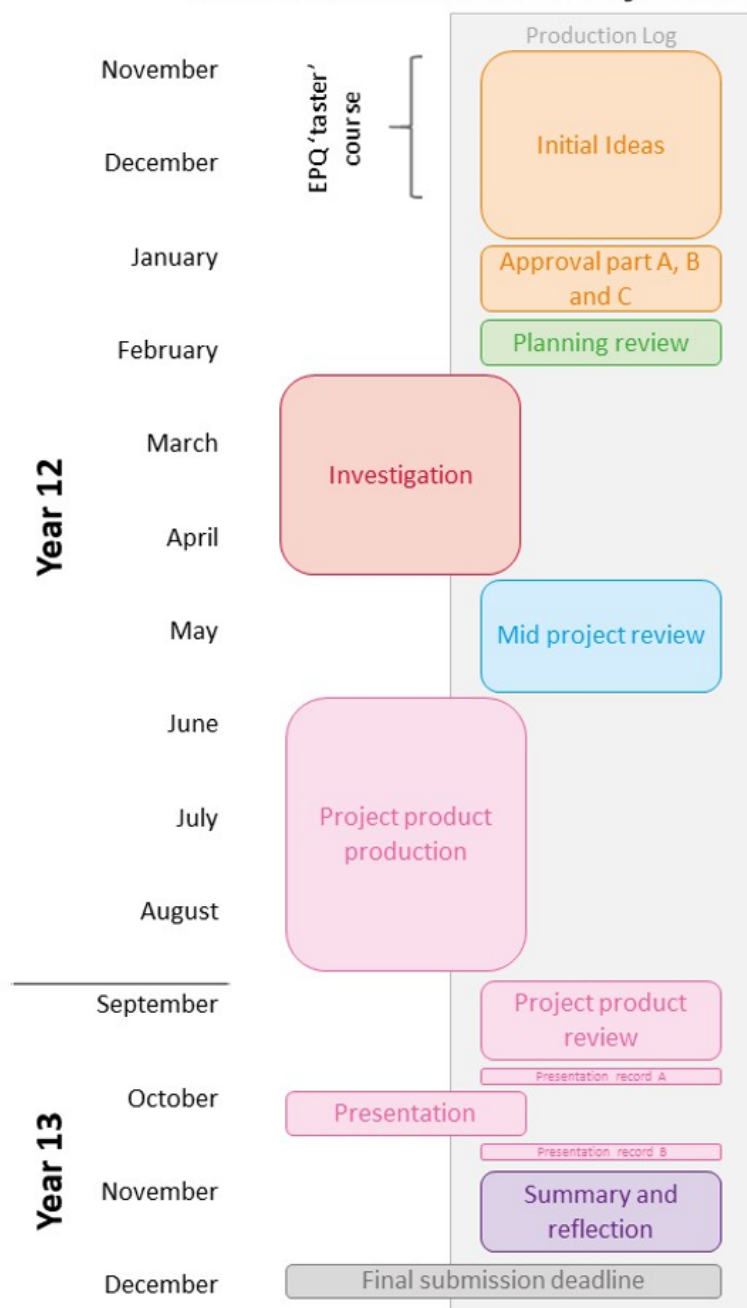 Production Log
November
EPQ ‘taster’
course
Initial Ideas
December
January
Approval part A, B
and C
February
Planning review
Year 12
March
Investigation
April
May
Mid project review
June
July
Project product
production
August
September
Project product
review
Presentation record A
October
Presentation
Year 13
Presentation record B
November
Summary and
reflection
December
Final submission deadline